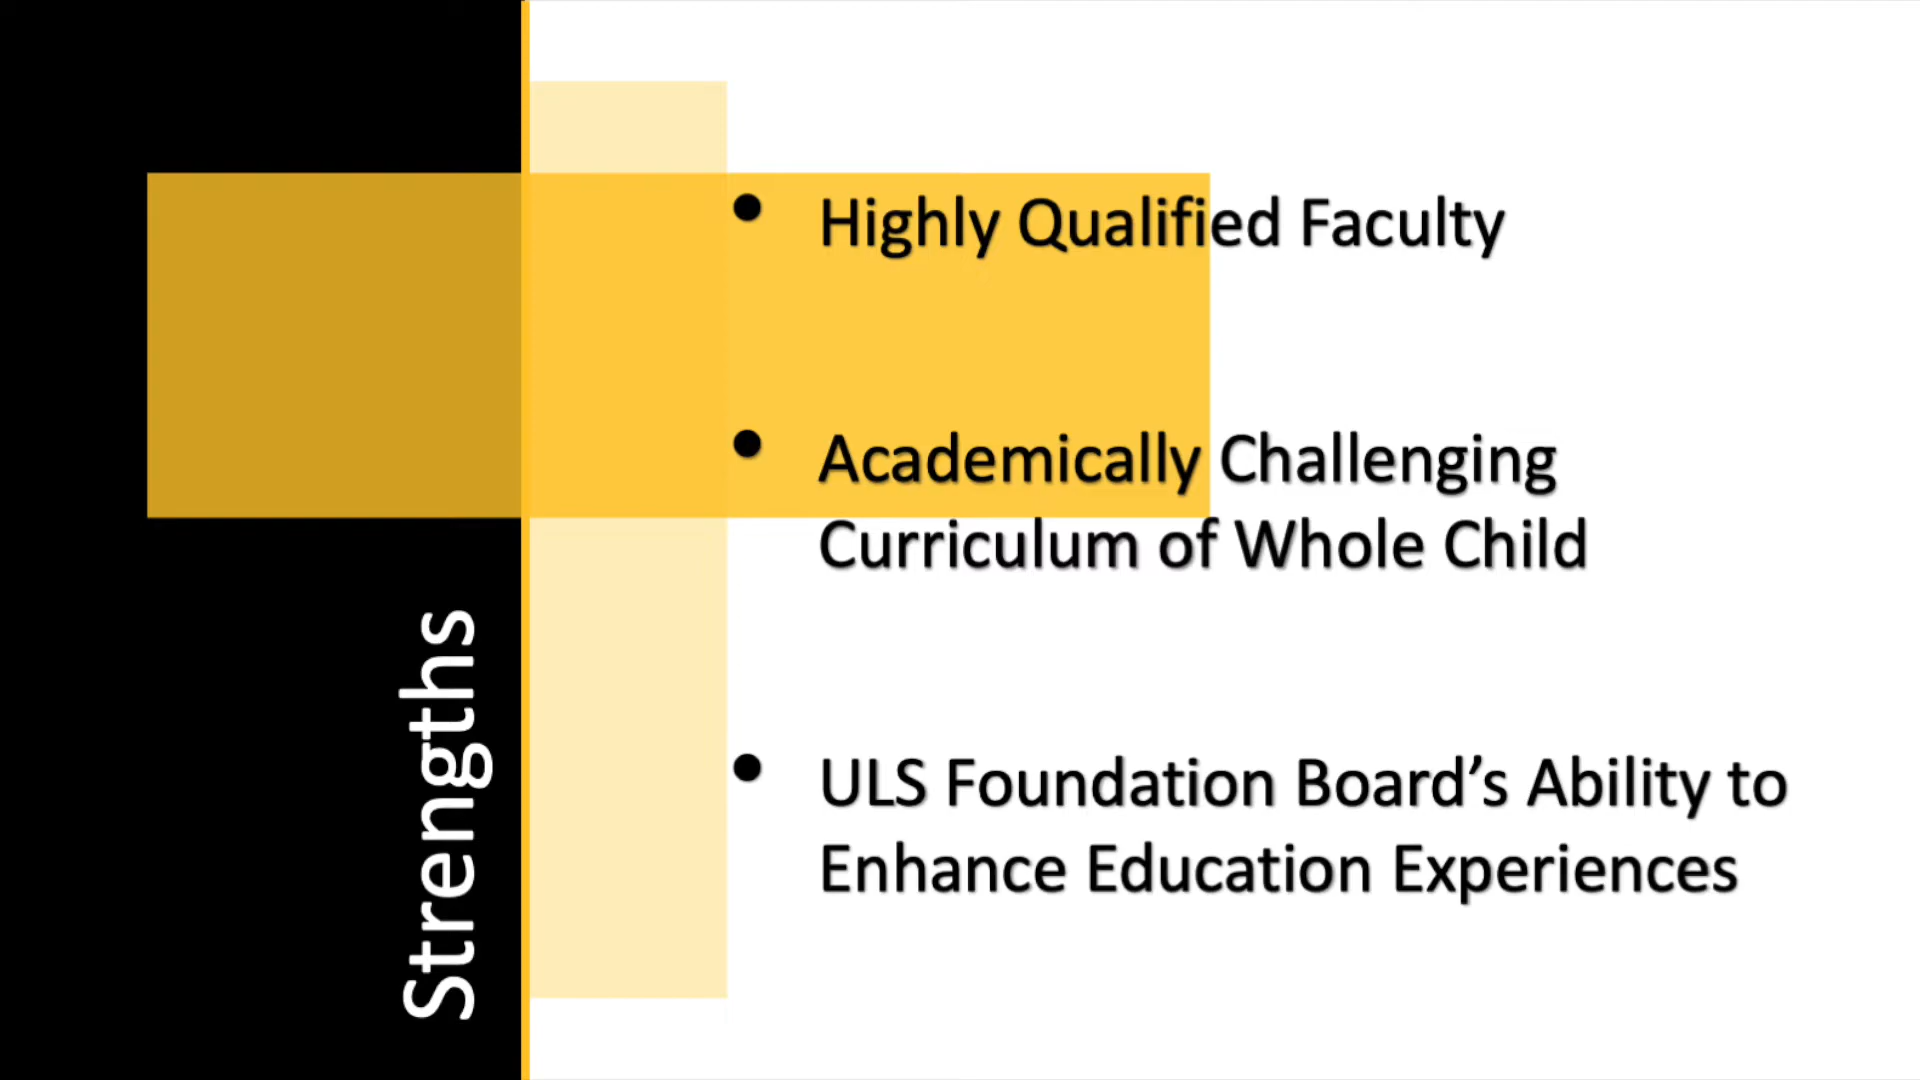 Strengths
• Highly Qualified Faculty
• Academically Challenging
Curriculum of Whole Child
• ULS Foundation Board’s Ability to
Enhance Education Experiences